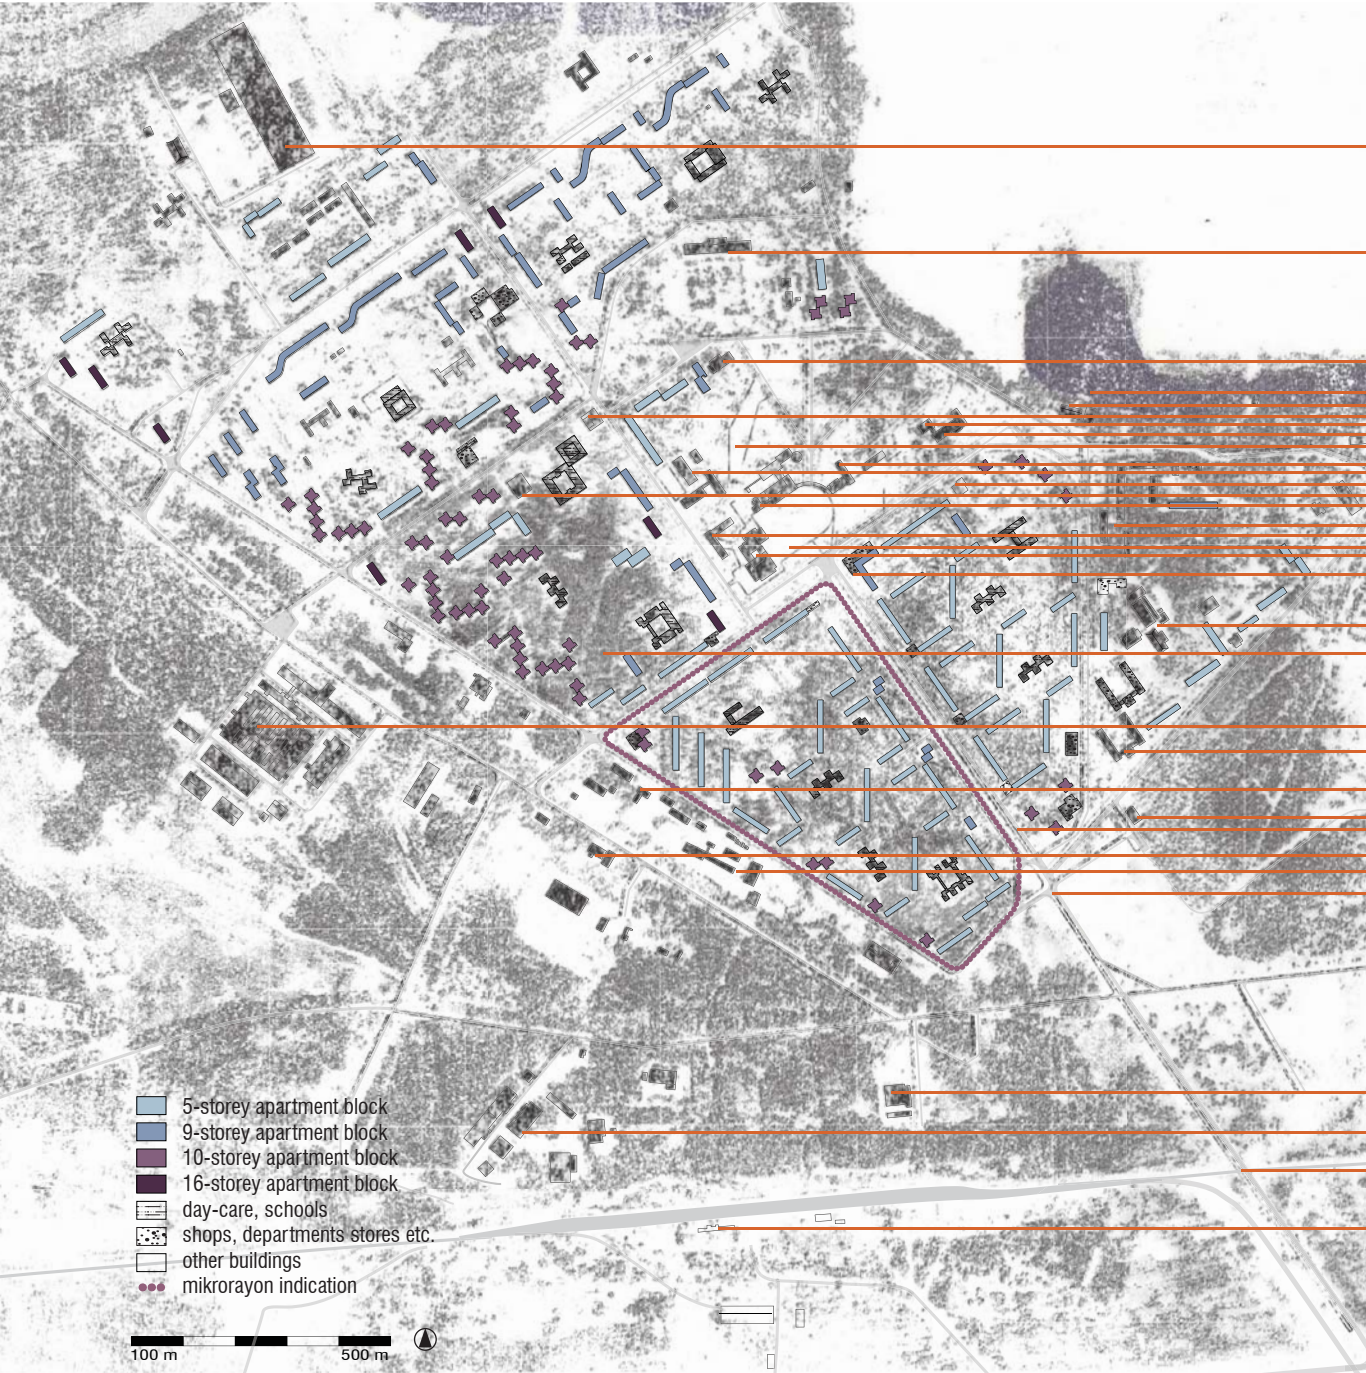 5-storey apartment block
9-storey apartment block
10-storey apartment block
16-storey apartment block
day-care, schools
shops, departments stores etc.
other buildings
mikrorayon indication
100 m 500 m